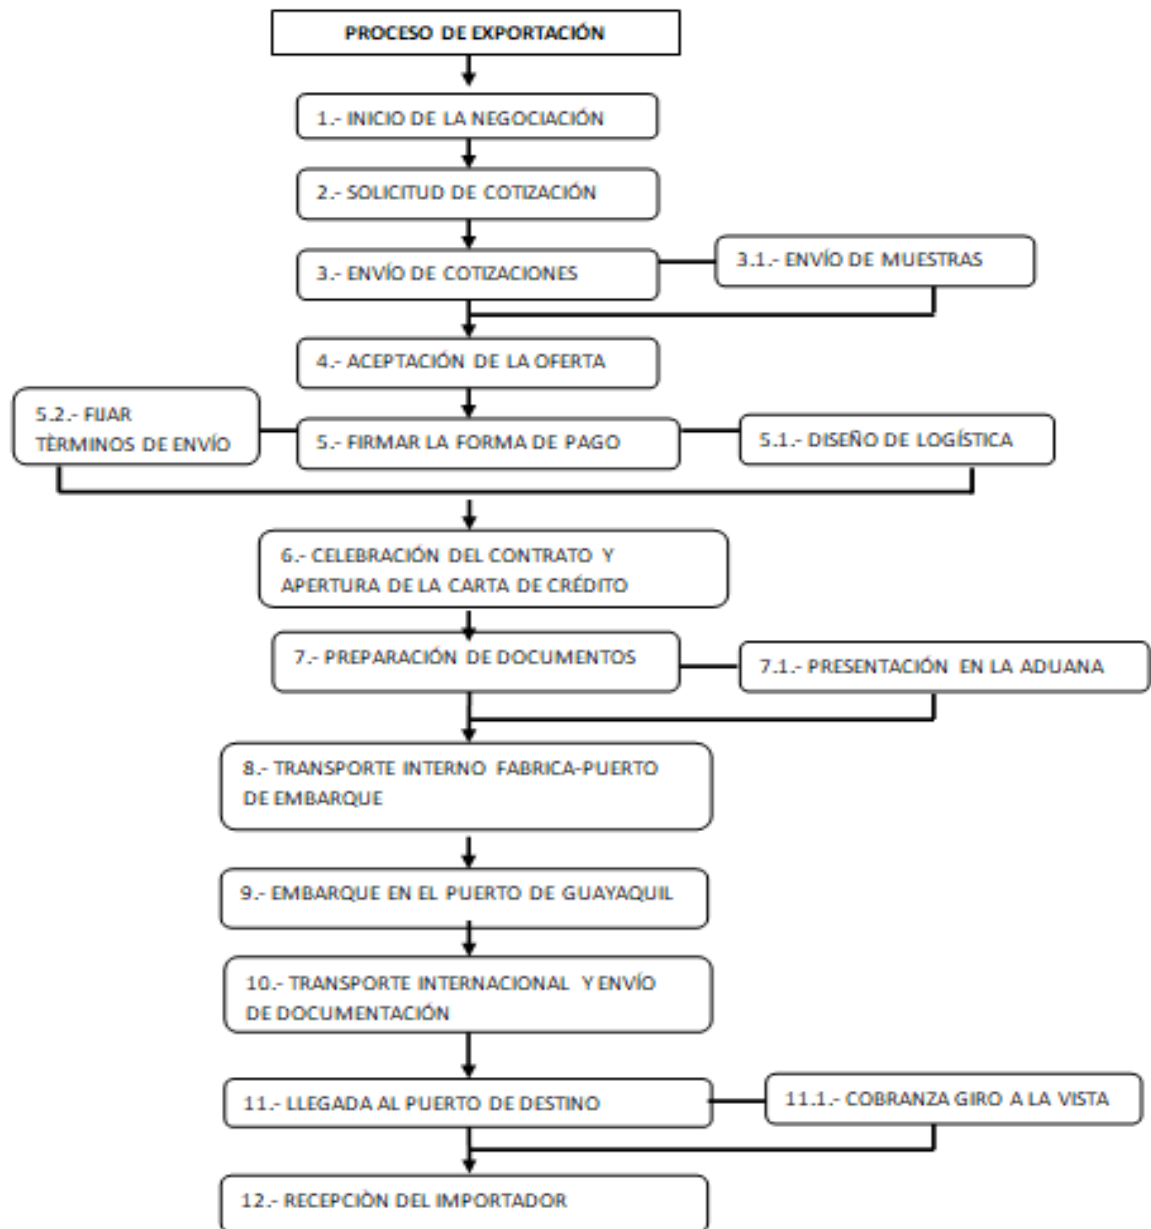 PROCESO DE EXPORTACIÓN
1.- INICIO DE LA NEGOCIACIÓN
2.- SOLICITUD DE COTIZACIÓN
3.- ENVÍO DE COTIZACIONES
3.1.- ENVÍO DE MUESTRAS
4.- ACEPTACIÓN DE LA OFERTA
5.2.- FIJAR
TÈRMINOS DE ENVÍO
5.- FIRMAR LA FORMA DE PAGO
5.1.- DISEÑO DE LOGÍSTICA
6.- CELEBRACIÓN DEL CONTRATO Y
APERTURA DE LA CARTA DE CRÉDITO
7.- PREPARACIÓN DE DOCUMENTOS
7.1.- PRESENTACIÓN EN LA ADUANA
8.- TRANSPORTE INTERNO FABRICA-PUERTO
DE EMBARQUE
9.- EMBARQUE EN EL PUERTO DE GUAYAQUIL
10.- TRANSPORTE INTERNACIONAL Y ENVÍO
DE DOCUMENTACIÓN
11.- LLEGADA AL PUERTO DE DESTINO
11.1.- COBRANZA GIRO A LA VISTA
12.- RECEPCIÒN DEL IMPORTADOR